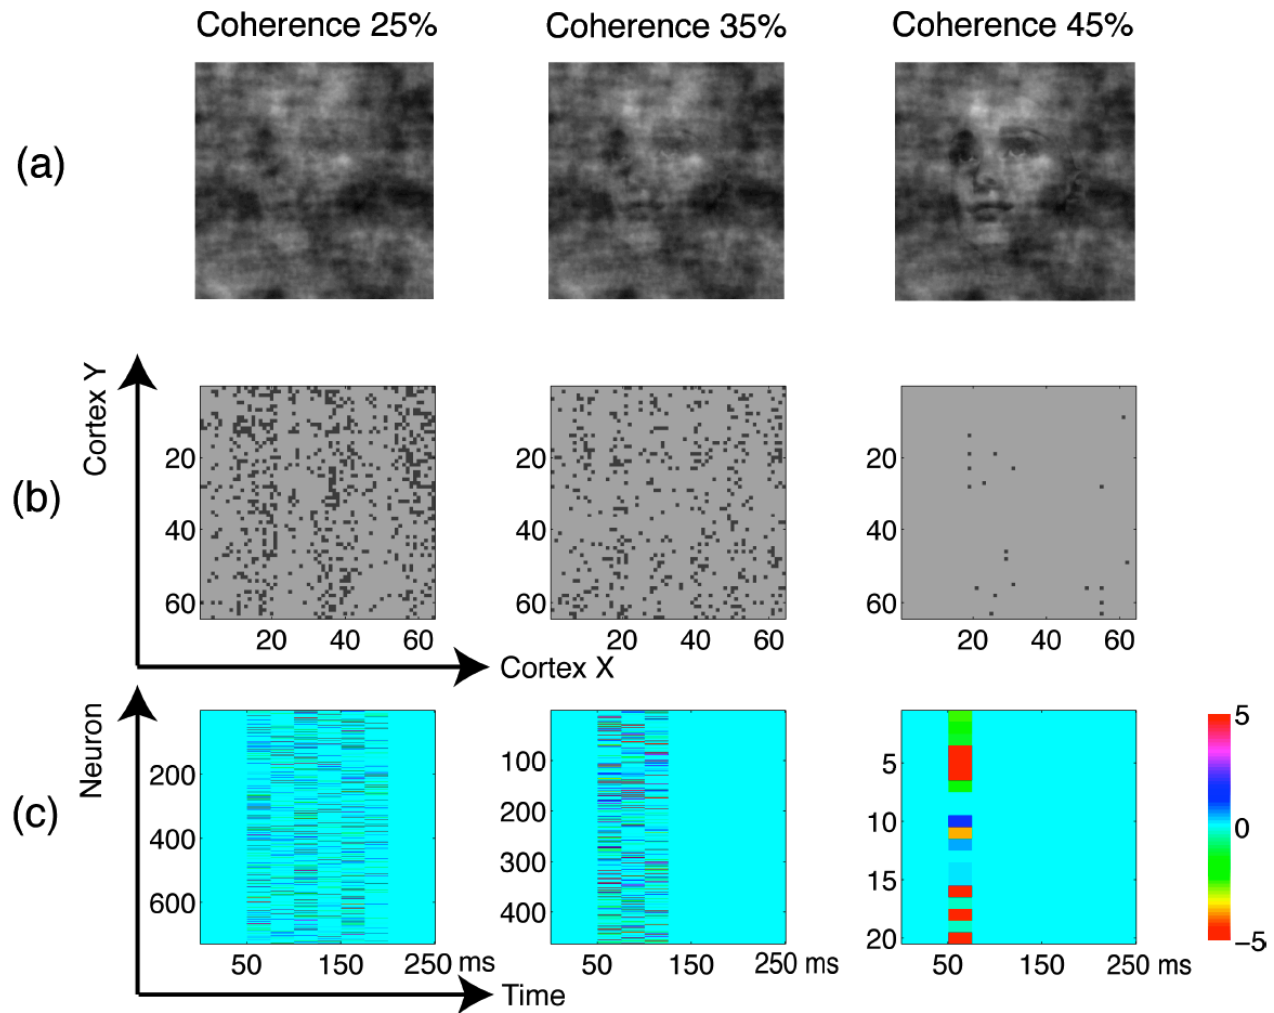 Coherence 25% Coherence 35% Coherence 45%
(a)
Cortex Y
(b)
20 20 20
40 40 40
60 60 60
20 40 60 20 40 60 20 40 60
Cortex X
Neuron
(c)
200 100 5 5
400 200 10 0
600 300 15
400 20 −5
50 150 250 ms 50 150 250 ms 50 150 250 ms
Time